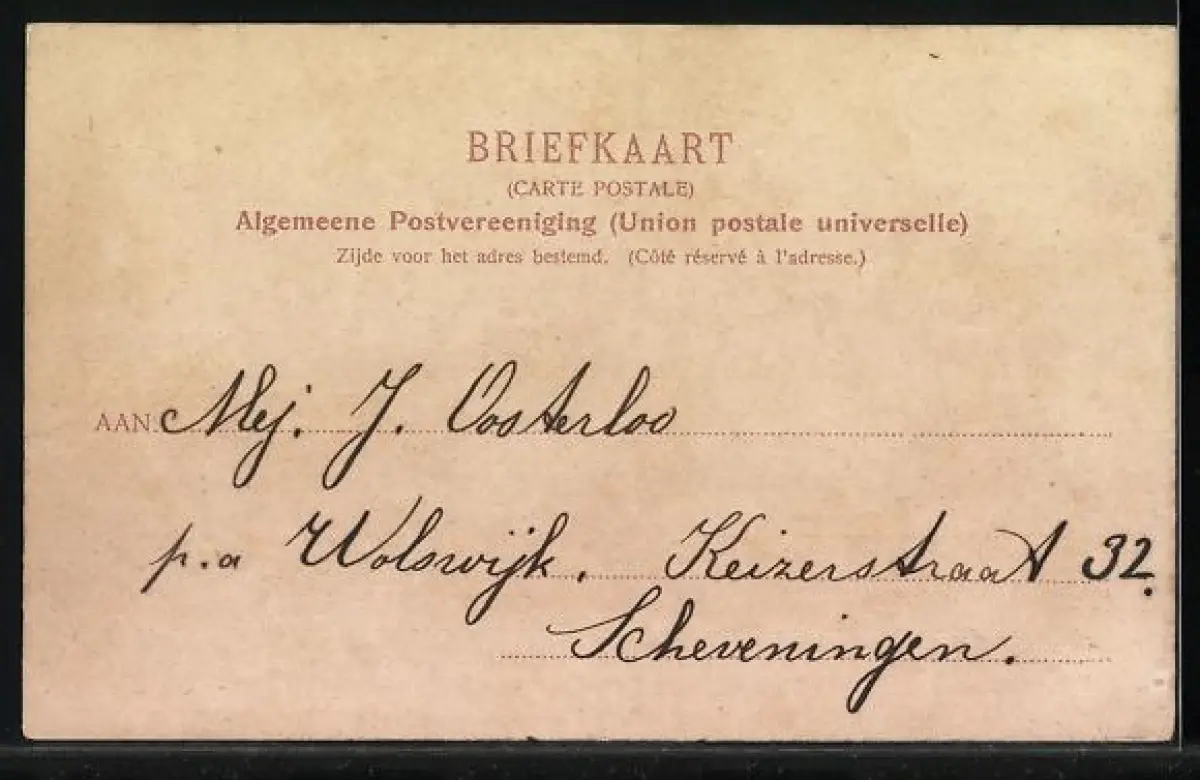 BRIEFKAART
(CARTE POSTALE)
Algemeene Postvereeniging (Union postale universelle)
Zijde voor het adres bestemd. (Côté réservé à l'adresse.)
AAN Mej. J. Oosterloo
p.a Wolswijk. Keizerstraat 32.
Scheveningen.